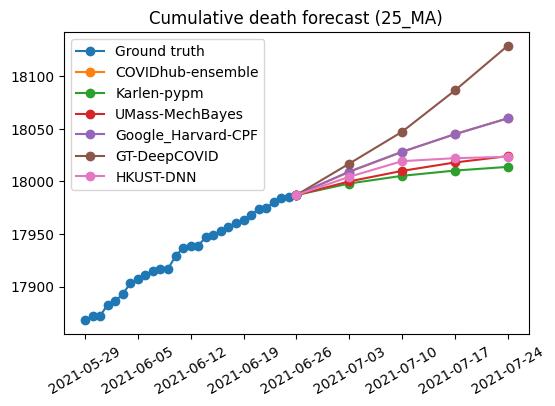 Cumulative death forecast (25_MA)
Ground truth
COVIDhub-ensemble
Karlen-pypm
UMass-MechBayes
Google_Harvard-CPF
GT-DeepCOVID
HKUST-DNN
18100
18050
18000
17950
17900
2021-05-29
2021-06-05
2021-06-12
2021-06-19
2021-06-26
2021-07-03
2021-07-10
2021-07-17
2021-07-24